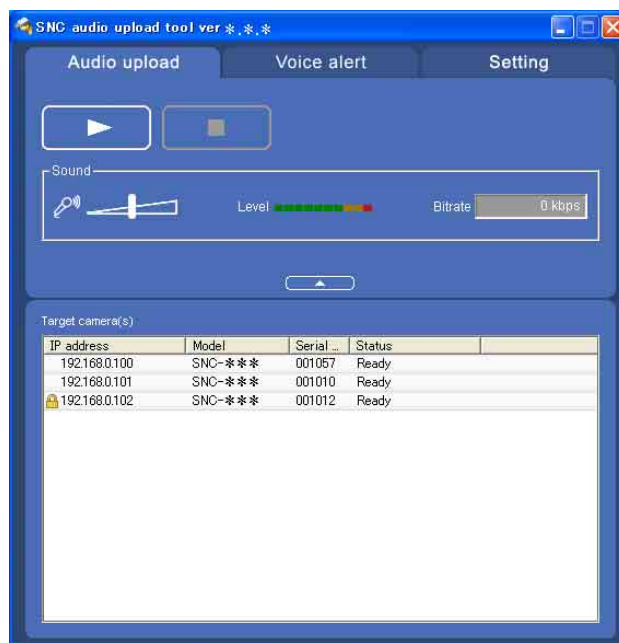 SNC audio upload tool ver *.*.*
Audio upload Voice alert Setting
Sound
Level Bitrate 0 kbps
Target camera(s)
IP address Model Serial ... Status
192.168.0.100 SNC-*** 001057 Ready
192.168.0.101 SNC-*** 001010 Ready
192.168.0.102 SNC-*** 001012 Ready